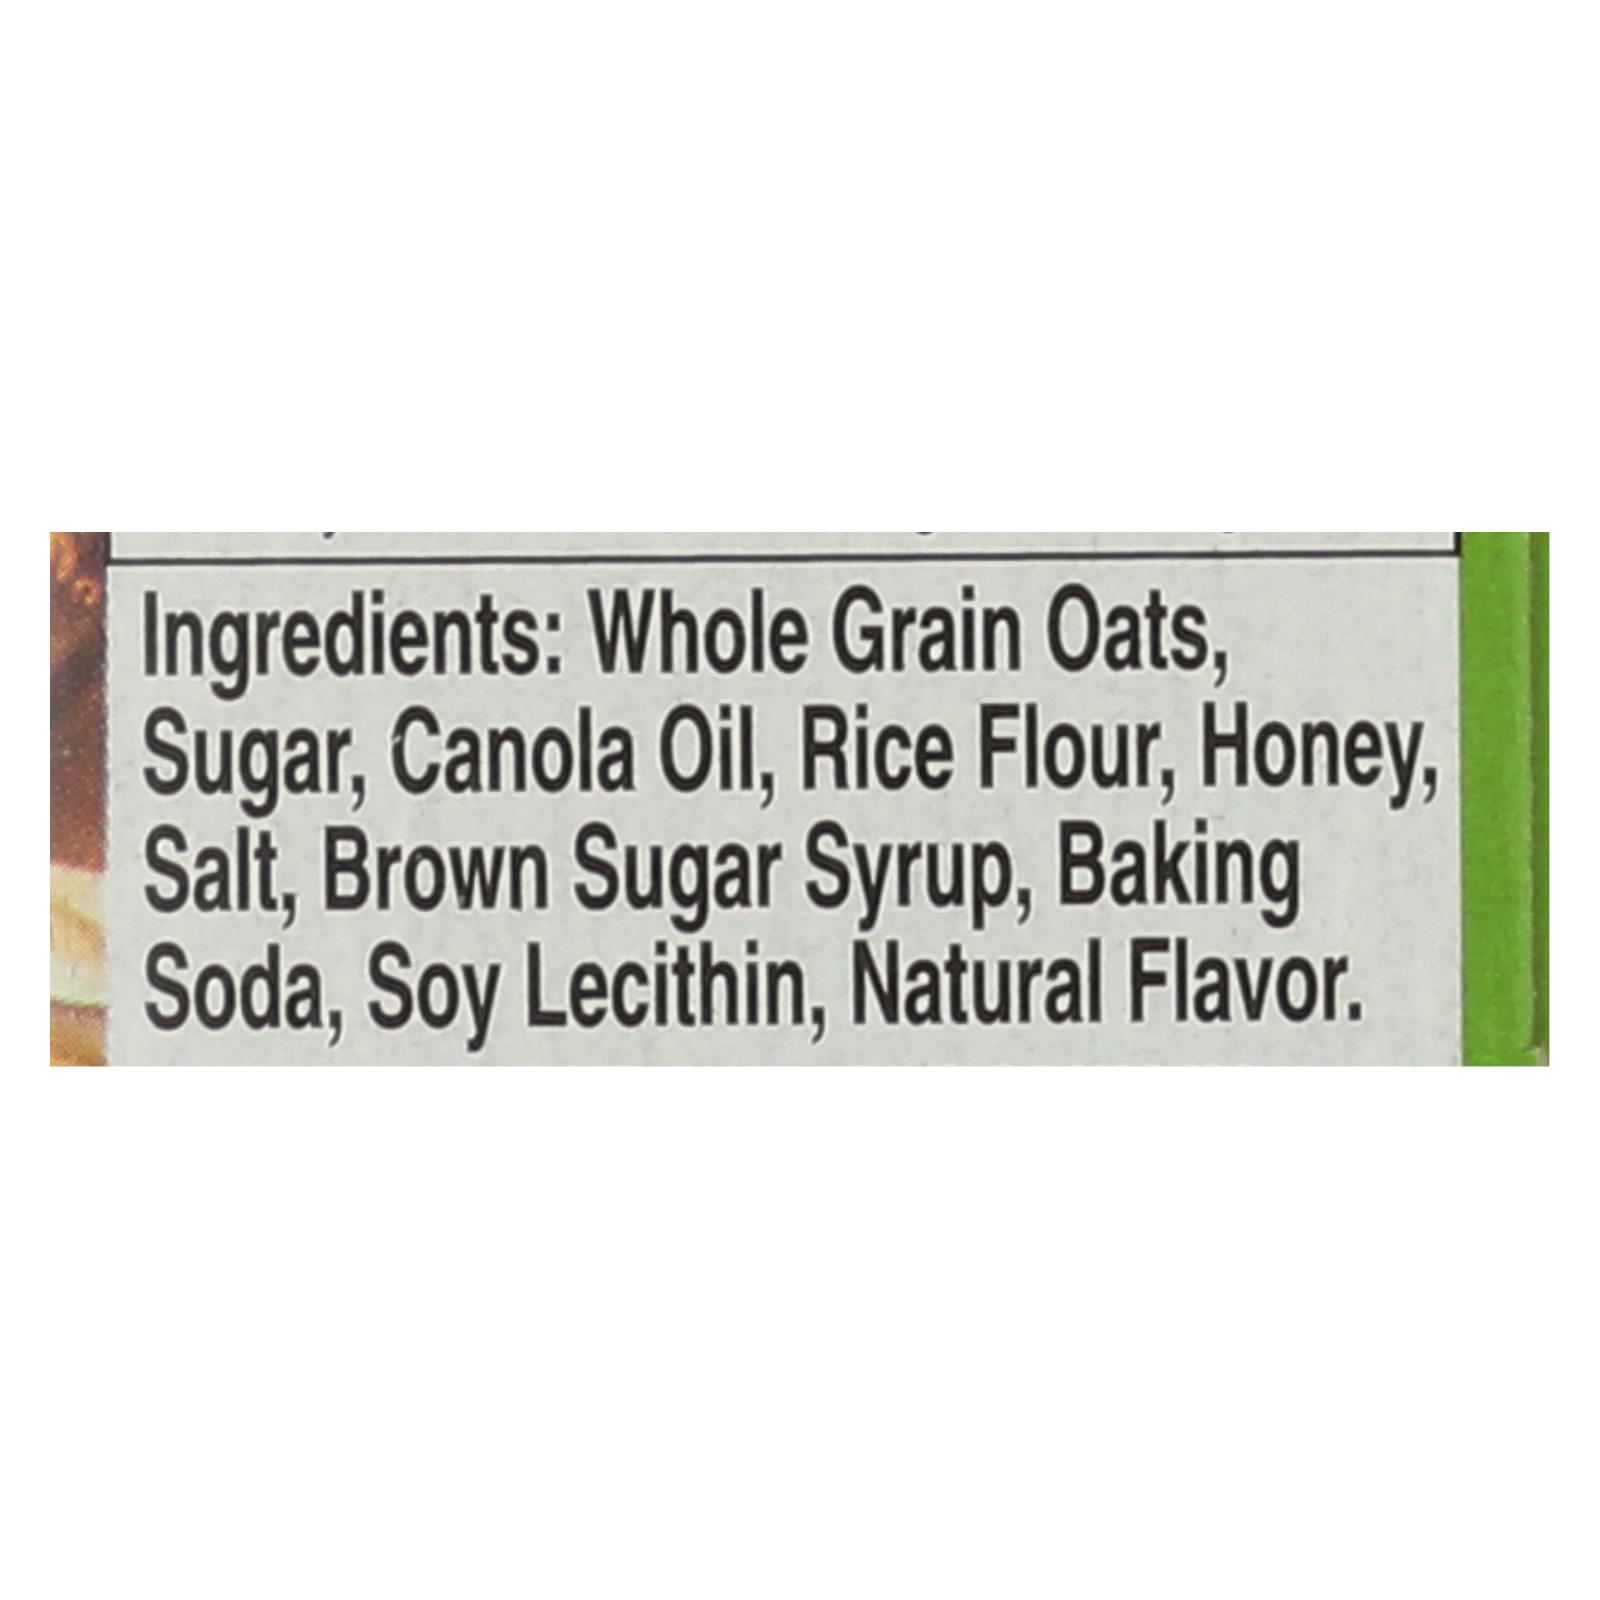 Ingredients: Whole Grain Oats,
Sugar, Canola Oil, Rice Flour, Honey,
Salt, Brown Sugar Syrup, Baking
Soda, Soy Lecithin, Natural Flavor.